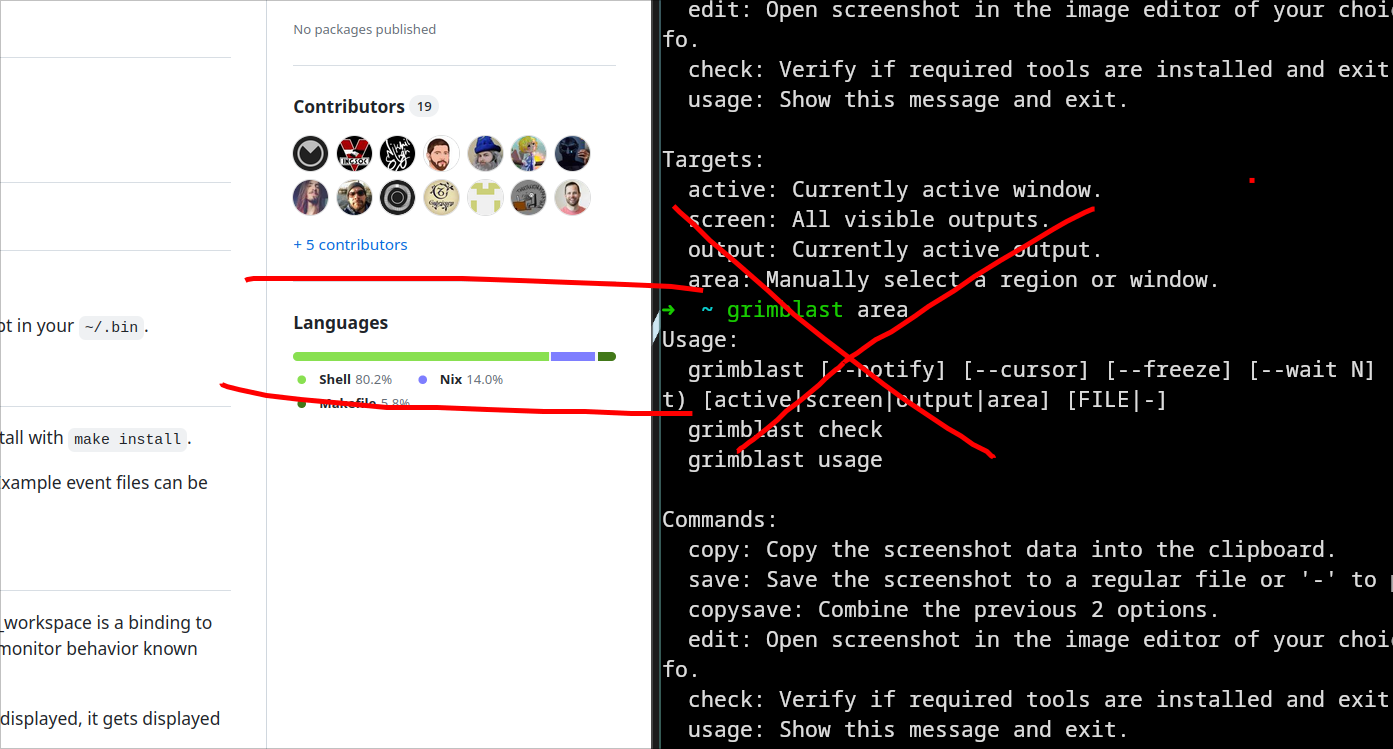 No packages published
Contributors 19
+ 5 contributors
Languages
Shell 80.2% Nix 14.0%
Makefile 5.8%
pt in your ~/.bin.
tall with make install.
xample event files can be
_workspace is a binding to
monitor behavior known
displayed, it gets displayed
edit: Open screenshot in the image editor of your choi
fo.
check: Verify if required tools are installed and exit
usage: Show this message and exit.
Targets:
active: Currently active window.
screen: All visible outputs.
output: Currently active output.
area: Manually select a region or window.
➜ ~ grimblast area
Usage:
grimblast [--notify] [--cursor] [--freeze] [--wait N]
t) [active|screen|output|area] [FILE|-]
grimblast check
grimblast usage
Commands:
copy: Copy the screenshot data into the clipboard.
save: Save the screenshot to a regular file or '-' to p
copysave: Combine the previous 2 options.
edit: Open screenshot in the image editor of your choi
fo.
check: Verify if required tools are installed and exit
usage: Show this message and exit.